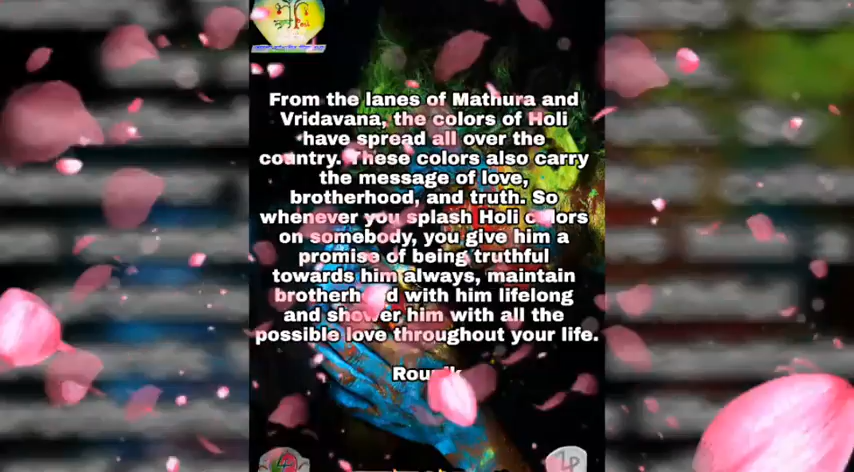 From the lanes of Mathura and
Vridavana, the colors of Holi
have spread all over the
country. These colors also carry
the message of love,
brotherhood, and truth. So
whenever you splash Holi colors
on somebody, you give him a
promise of being truthful
towards him always, maintain
brotherhood with him lifelong
and shower him with all the
possible love throughout your life.